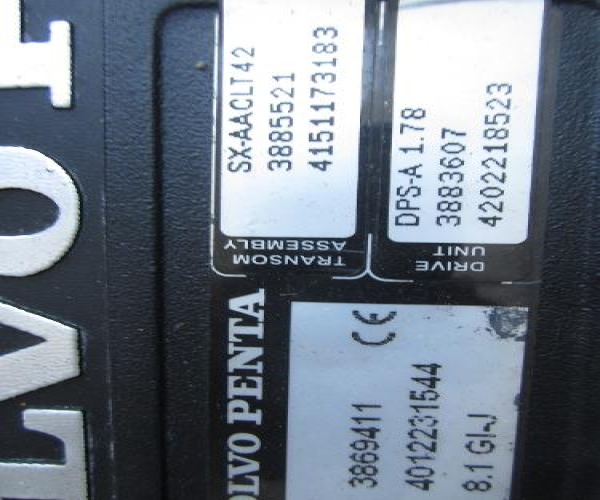 VOLVO PENTA
3869411
4012231544
8.1 GI-J
CE
TRANSOM
ASSEMBLY
SX-AACLT42
3885521
4151173183
DRIVE
UNIT
DPS-A 1.78
3883607
4202218523